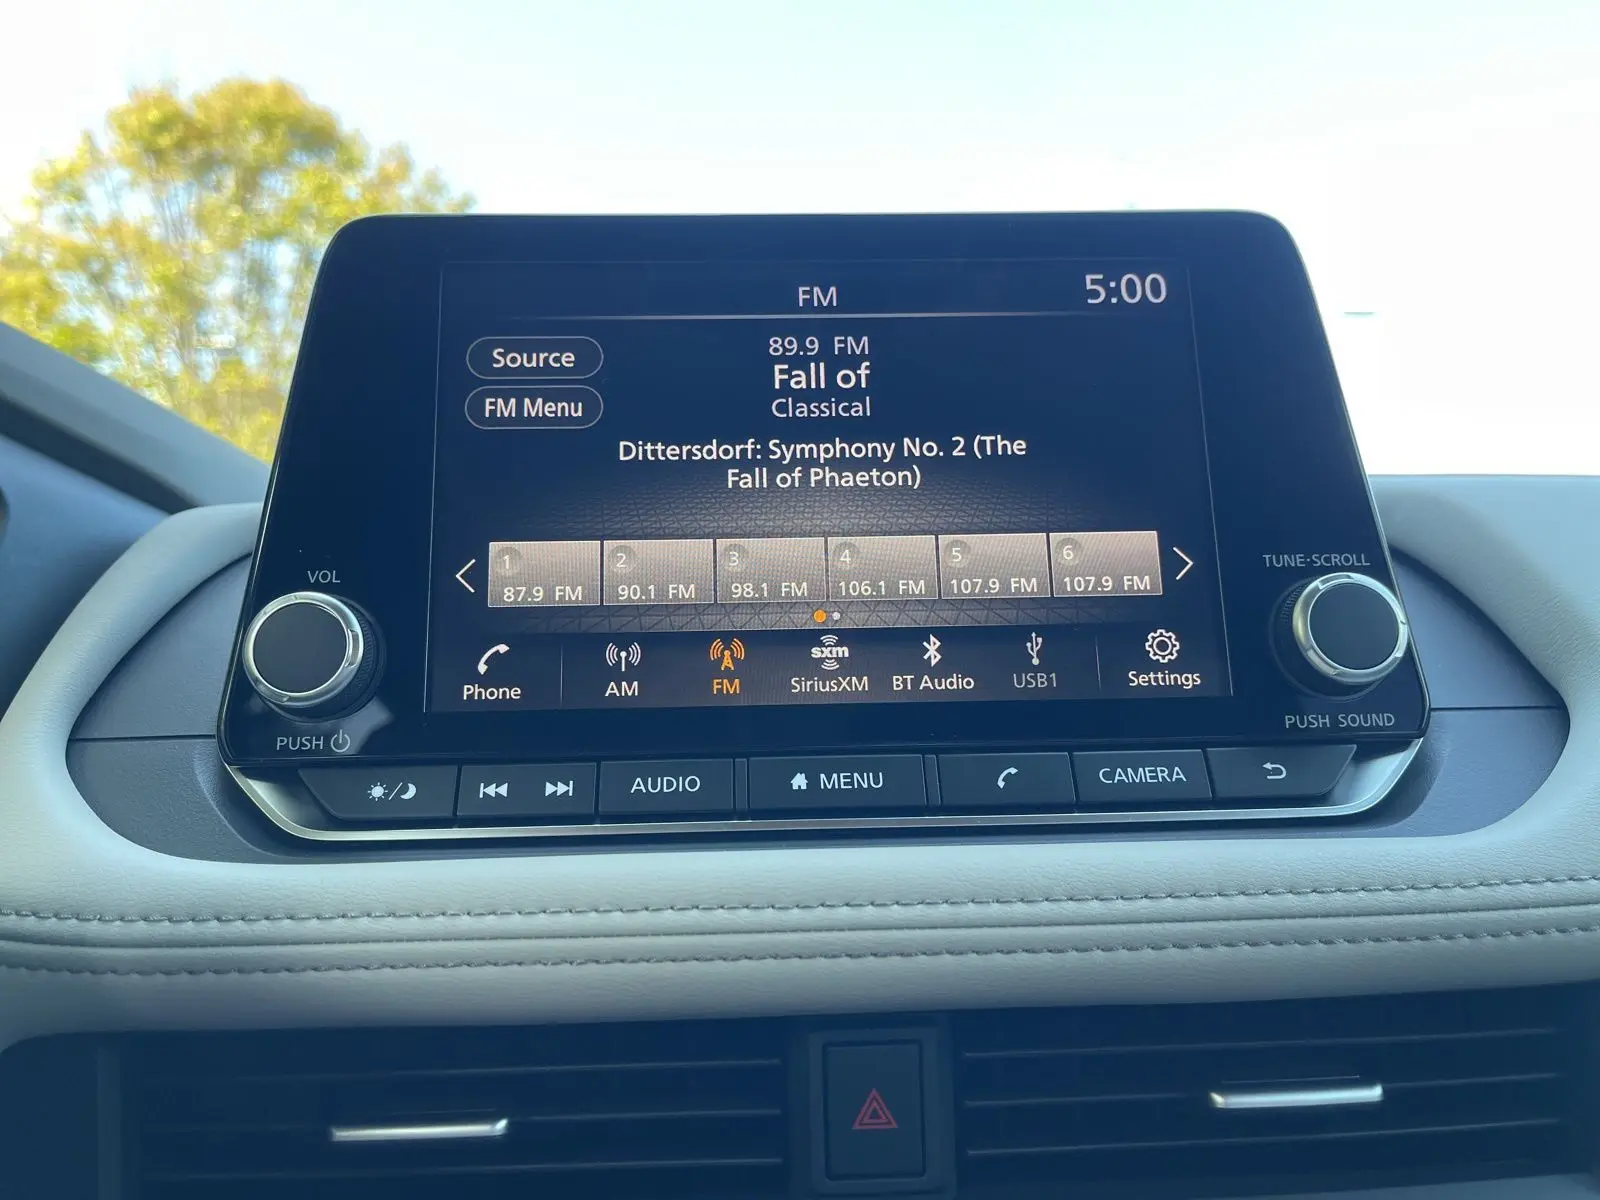 FM
5:00
Source
89.9 FM
Fall of
FM Menu
Classical
Dittersdorf: Symphony No. 2 (The
Fall of Phaeton)
1
87.9 FM
2
90.1 FM
3
98.1 FM
4
106.1 FM
5
107.9 FM
6
107.9 FM
VOL
TUNE·SCROLL
Phone
AM
FM
sxm
SiriusXM
BT Audio
USB1
Settings
PUSH
PUSH SOUND
AUDIO
MENU
CAMERA